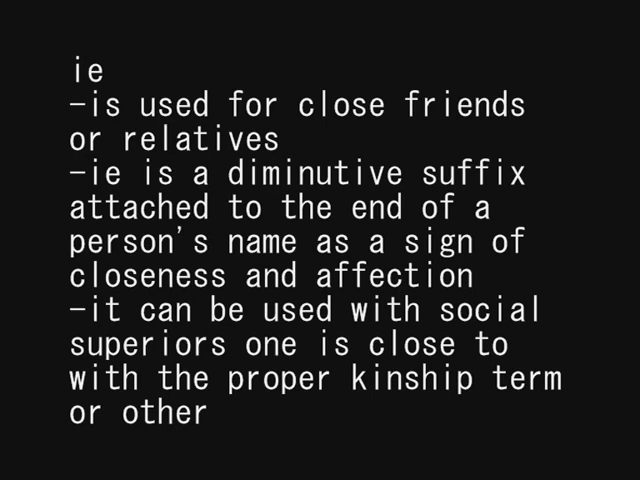 ie
-is used for close friends
or relatives
-ie is a diminutive suffix
attached to the end of a
person's name as a sign of
closeness and affection
-it can be used with social
superiors one is close to
with the proper kinship term
or other